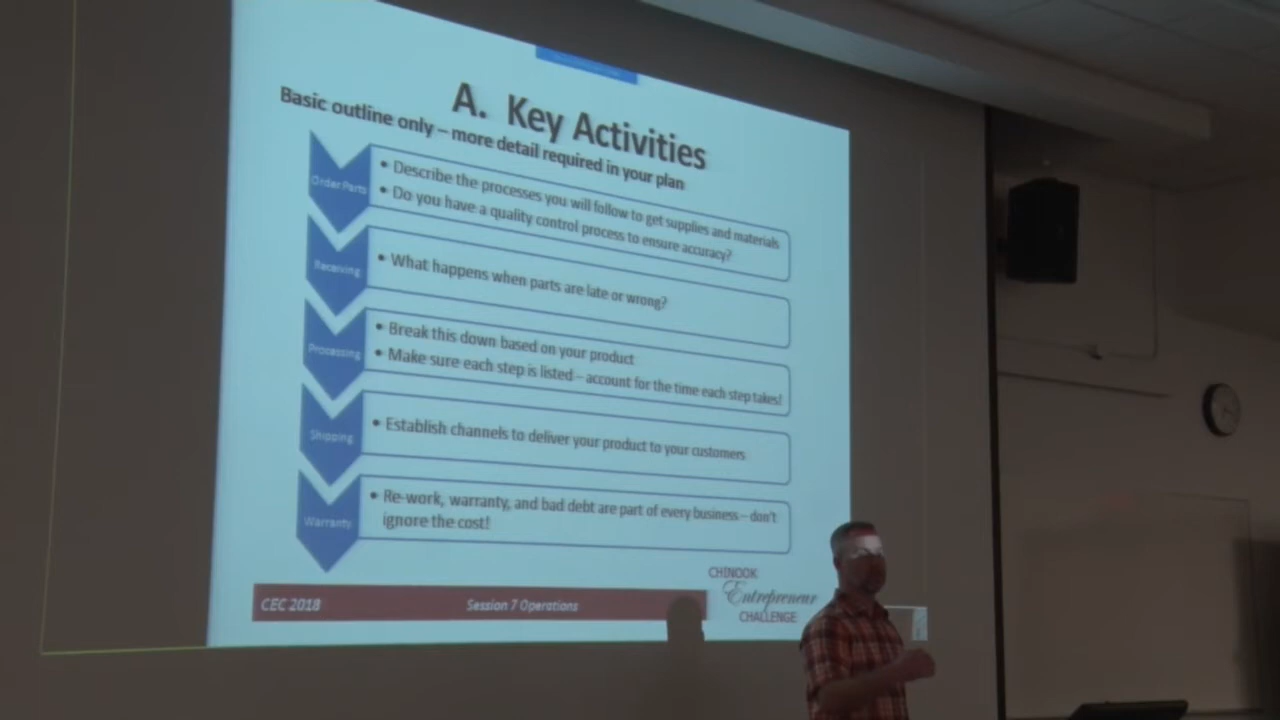 A. Key Activities
Basic outline only – more detail required in your plan
Order Parts
• Describe the processes you will follow to get supplies and materials
• Do you have a quality control process to ensure accuracy?
Receiving
• What happens when parts are late or wrong?
Processing
• Break this down based on your product
• Make sure each step is listed – account for the time each step takes!
Shipping
• Establish channels to deliver your product to your customers
Warranty
• Re-work, warranty, and bad debt are part of every business – don't
ignore the cost!
CHINOOK
Entrepreneur
CHALLENGE
CEC 2018
Session 7 Operations